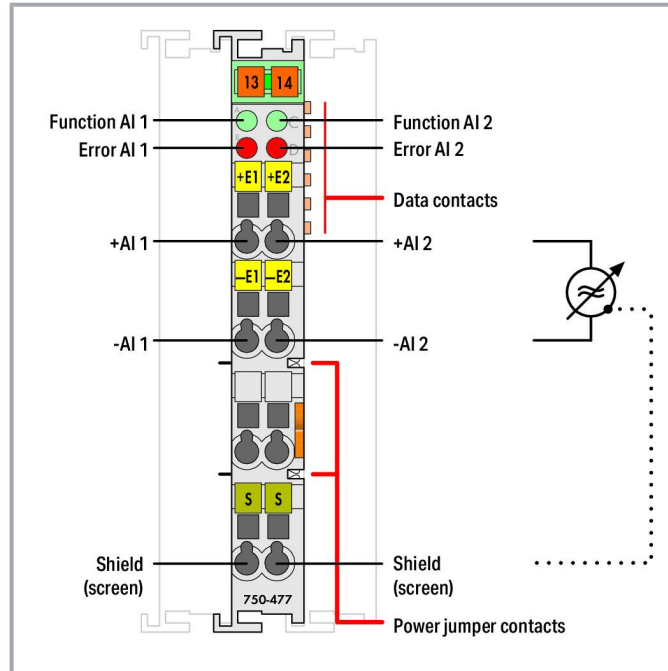 13 14
A C
Function AI 1
Function AI 2
B D
Error AI 1
Error AI 2
+E1 +E2
Data contacts
+AI 1
+AI 2
—E1 —E2
-AI 1
-AI 2
S S
Shield
(screen)
Shield
(screen)
750-477
Power jumper contacts